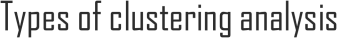 Types of clustering analysis